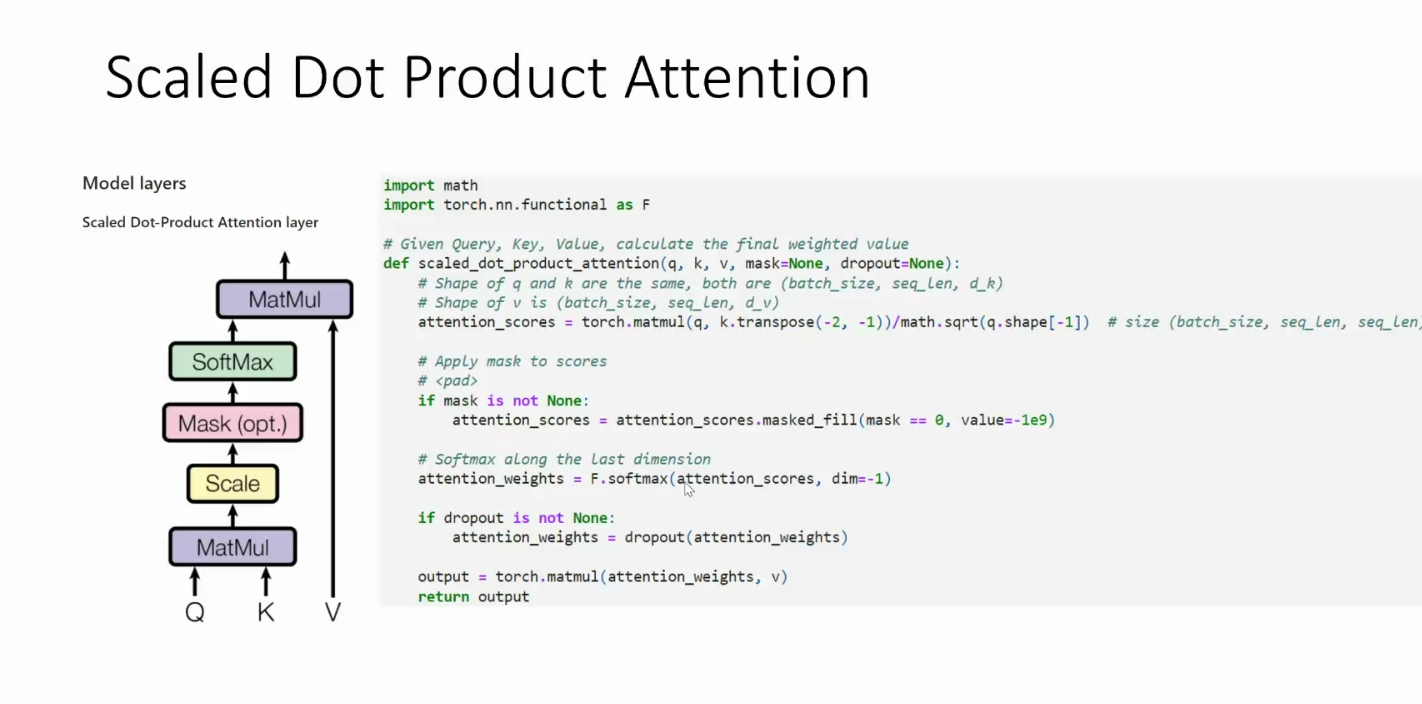 Scaled Dot Product Attention
Model layers
Scaled Dot-Product Attention layer
MatMul
SoftMax
Mask (opt.)
Scale
MatMul
Q K V
import math
import torch.nn.functional as F
# Given Query, Key, Value, calculate the final weighted value
def scaled_dot_product_attention(q, k, v, mask=None, dropout=None):
    # Shape of q and k are the same, both are (batch_size, seq_len, d_k)
    # Shape of v is (batch_size, seq_len, d_v)
    attention_scores = torch.matmul(q, k.transpose(-2, -1))/math.sqrt(q.shape[-1])  # size (batch_size, seq_len, seq_len)
    # Apply mask to scores
    # <pad>
    if mask is not None:
        attention_scores = attention_scores.masked_fill(mask == 0, value=-1e9)
    # Softmax along the last dimension
    attention_weights = F.softmax(attention_scores, dim=-1)
    if dropout is not None:
        attention_weights = dropout(attention_weights)
    output = torch.matmul(attention_weights, v)
    return output